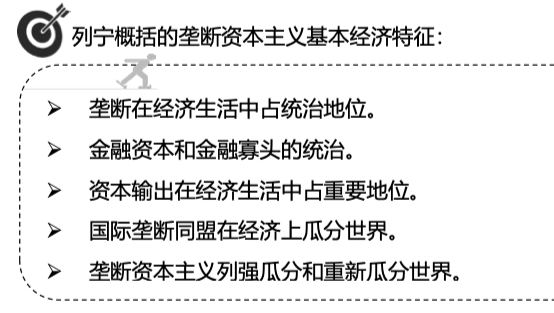 列宁概括的垄断资本主义基本经济特征：
➢ 垄断在经济生活中占统治地位。
➢ 金融资本和金融寡头的统治。
➢ 资本输出在经济生活中占重要地位。
➢ 国际垄断同盟在经济上瓜分世界。
➢ 垄断资本主义列强瓜分和重新瓜分世界。